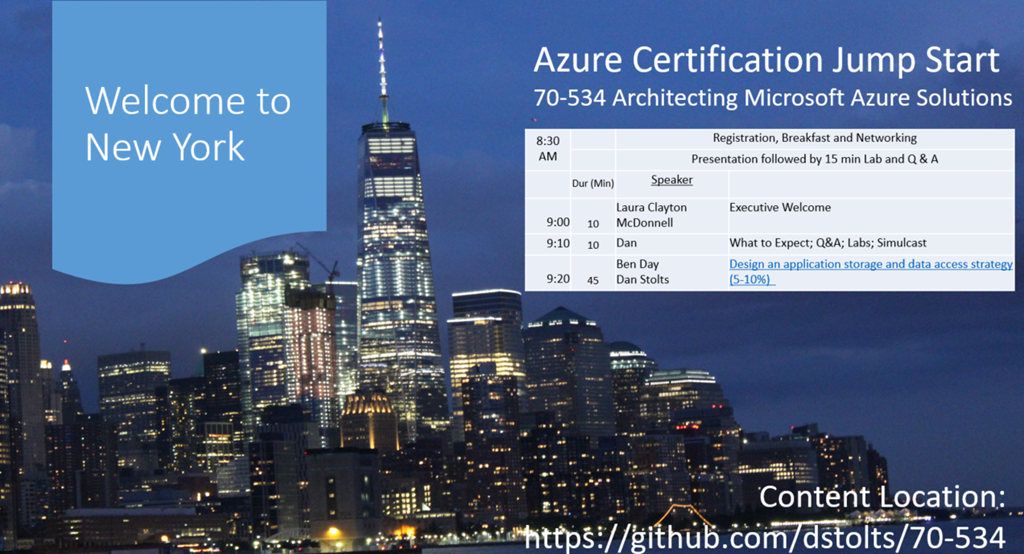 Welcome to
New York
Azure Certification Jump Start
70-534 Architecting Microsoft Azure Solutions
8:30 AM Registration, Breakfast and Networking
Presentation followed by 15 min Lab and Q & A
Dur (Min) Speaker
9:00 10 Laura Clayton McDonnell Executive Welcome
9:10 10 Dan What to Expect; Q&A; Labs; Simulcast
9:20 45 Ben Day Dan Stolts Design an application storage and data access strategy (5-10%)
Content Location:
https://github.com/dstolts/70-534